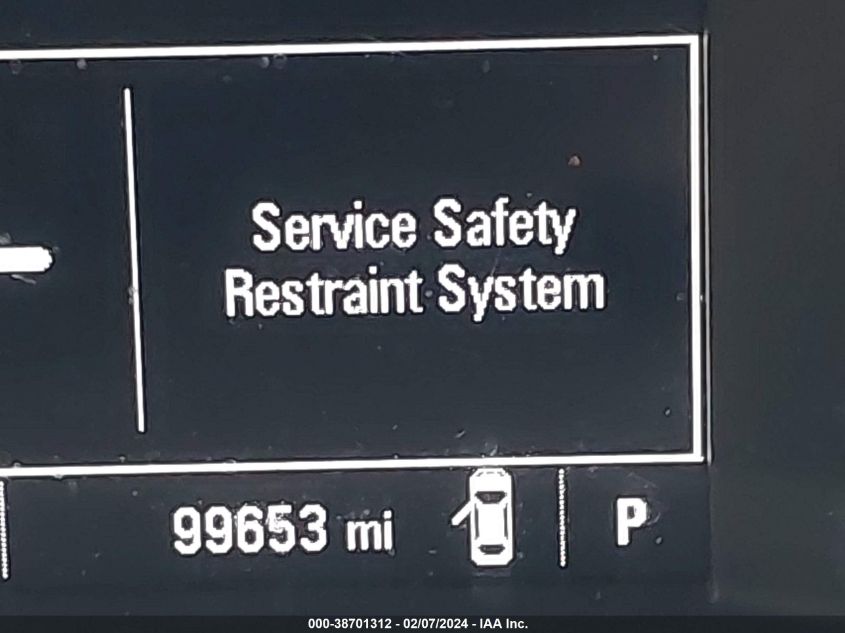 Service Safety
Restraint System
99653 mi
P
000-38701312 - 02/07/2024 - IAA Inc.